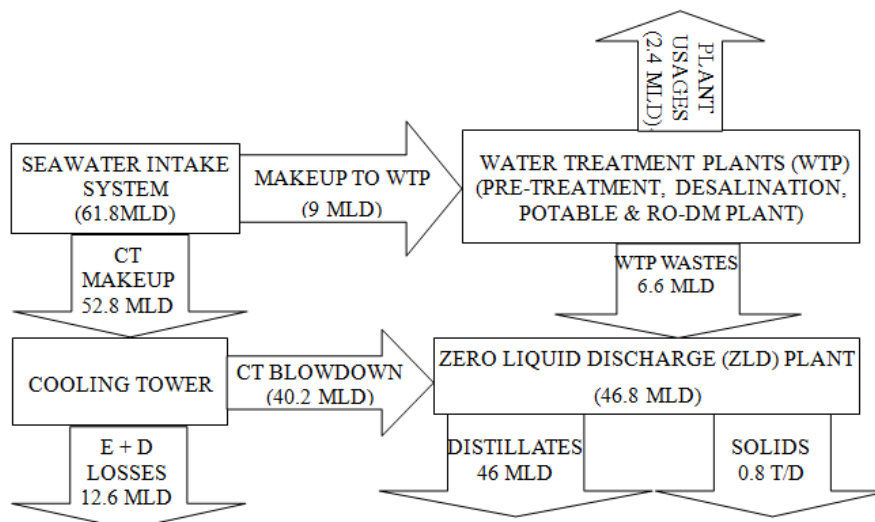 PLANT
USAGES
(2.4 MLD)
SEAWATER INTAKE
SYSTEM
(61.8MLD)
MAKEUP TO WTP
(9 MLD)
WATER TREATMENT PLANTS (WTP)
(PRE-TREATMENT, DESALINATION,
POTABLE & RO-DM PLANT)
CT
MAKEUP
52.8 MLD
WTP WASTES
6.6 MLD
COOLING TOWER
CT BLOWDOWN
(40.2 MLD)
ZERO LIQUID DISCHARGE (ZLD) PLANT
(46.8 MLD)
E + D
LOSSES
12.6 MLD
DISTILLATES
46 MLD
SOLIDS
0.8 T/D